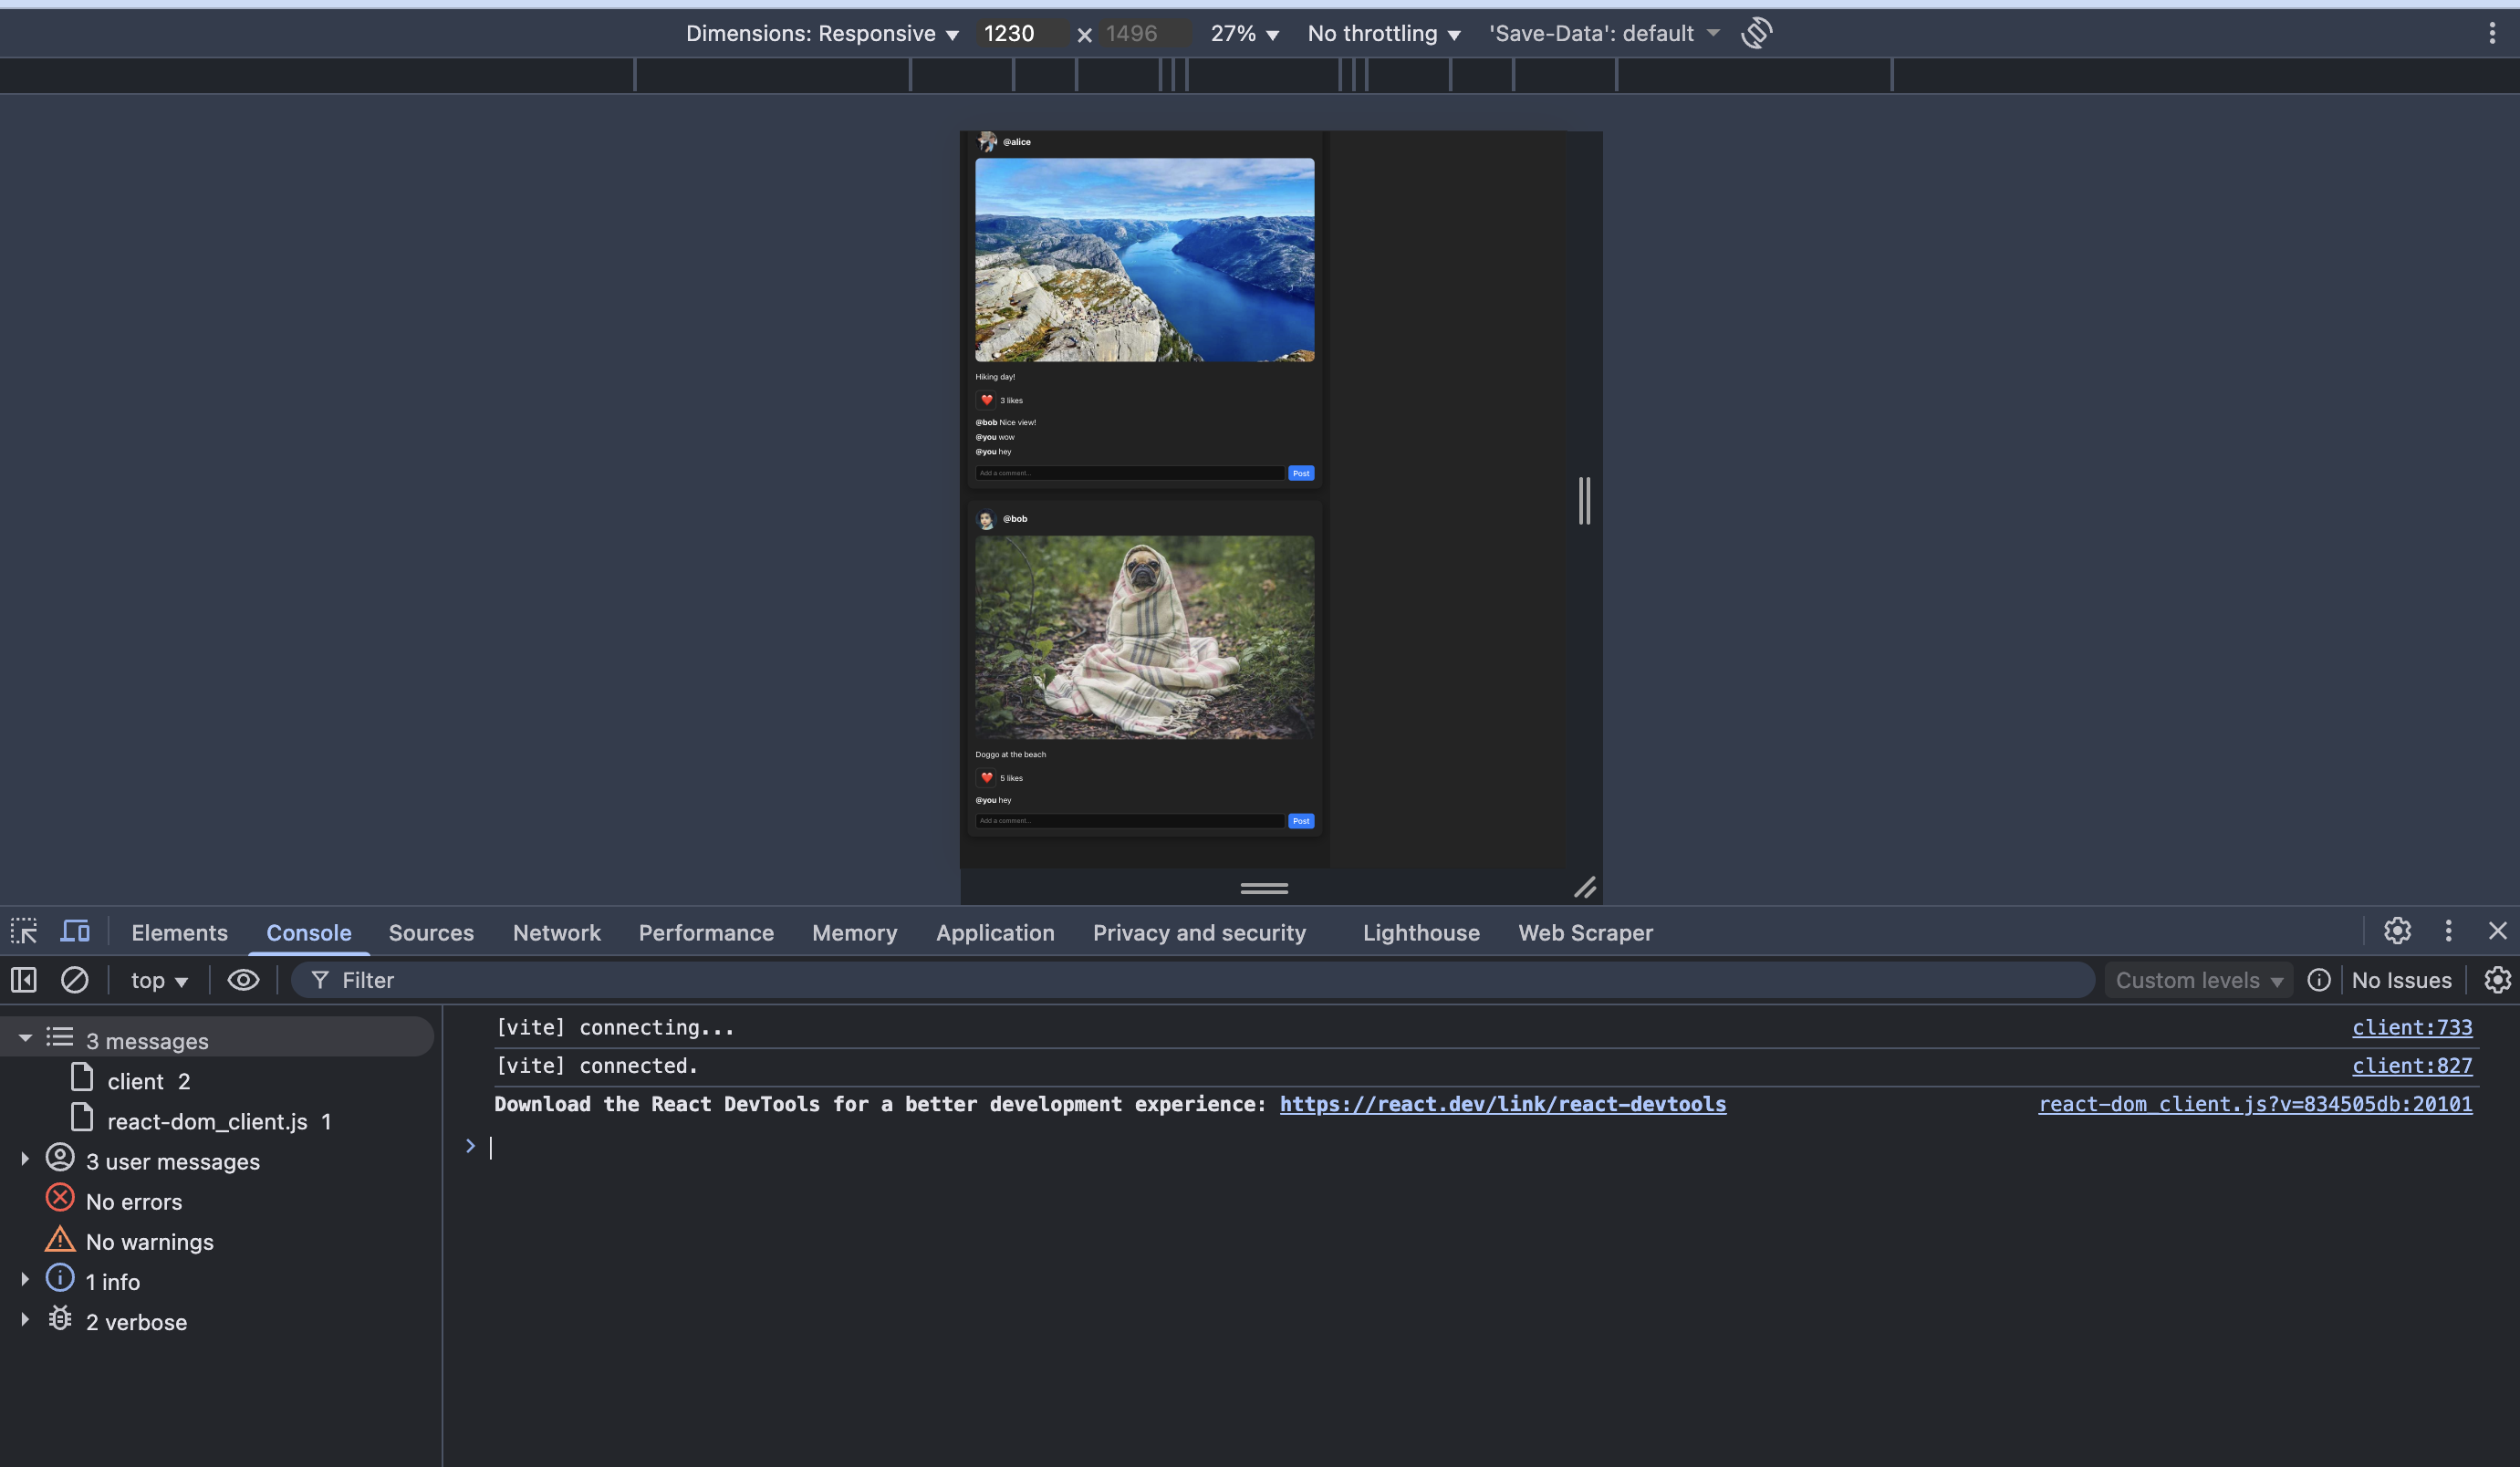 Dimensions: Responsive ▼ 1230 × 1496 27% ▼ No throttling ▼ 'Save-Data': default ▼
@alice
Hiking day!
❤️ 3 likes
@bob Nice view!
@you wow
@you hey
Add a comment... Post
@bob
Doggo at the beach
❤️ 5 likes
@you hey
Add a comment... Post
Elements Console Sources Network Performance Memory Application Privacy and security Lighthouse Web Scraper
top ▼ Filter Custom levels ▼ No Issues
3 messages
client 2
react-dom_client.js 1
3 user messages
No errors
No warnings
1 info
2 verbose
[vite] connecting... client:733
[vite] connected. client:827
Download the React DevTools for a better development experience: https://react.dev/link/react-devtools react-dom_client.js?v=834505db:20101
>